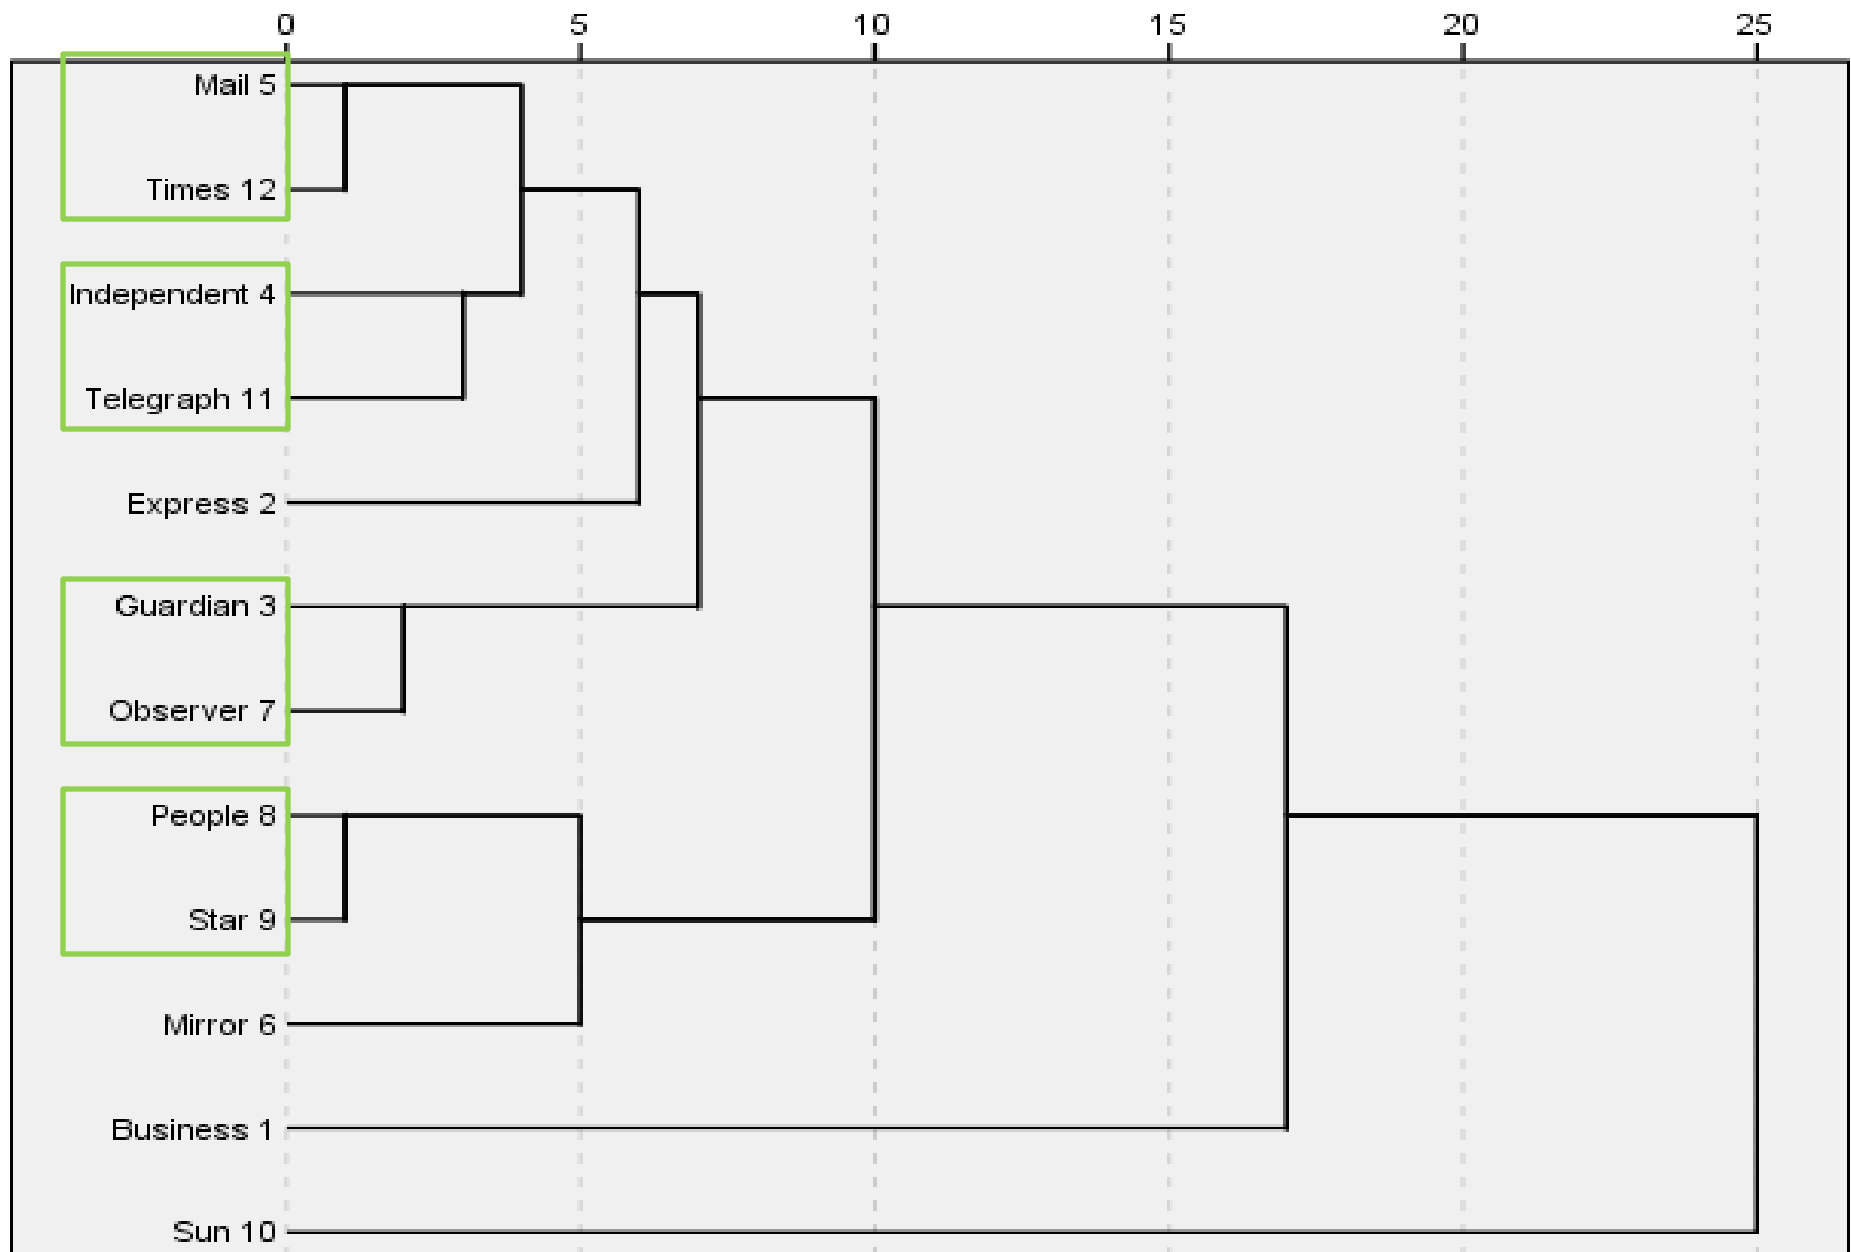 0 5 10 15 20 25
Mail 5
Times 12
Independent 4
Telegraph 11
Express 2
Guardian 3
Observer 7
People 8
Star 9
Mirror 6
Business 1
Sun 10